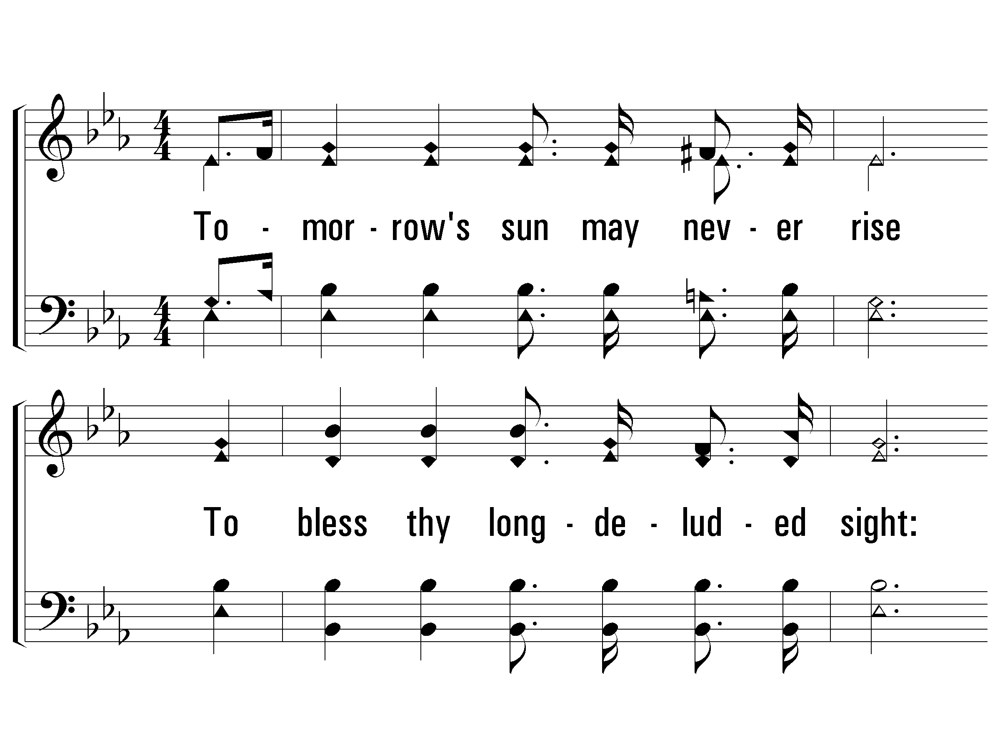 To - mor - row's sun may nev - er rise
To bless thy long - de - lud - ed sight: